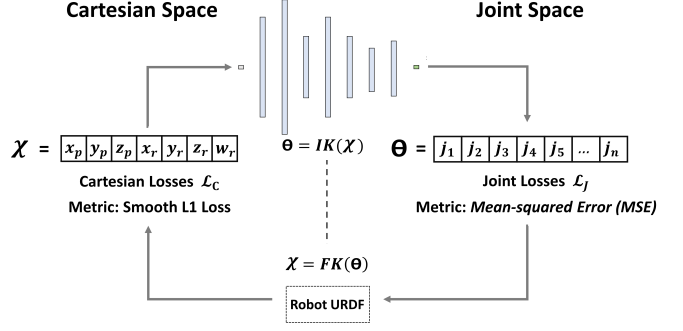 Cartesian Space
Joint Space
χ = x_p y_p z_p x_r y_r z_r w_r
Θ = IK(χ)
Θ = j_1 j_2 j_3 j_4 j_5 ... j_n
Cartesian Losses ℒ_C
Metric: Smooth L1 Loss
Joint Losses ℒ_J
Metric: Mean-squared Error (MSE)
χ = FK(Θ)
Robot URDF